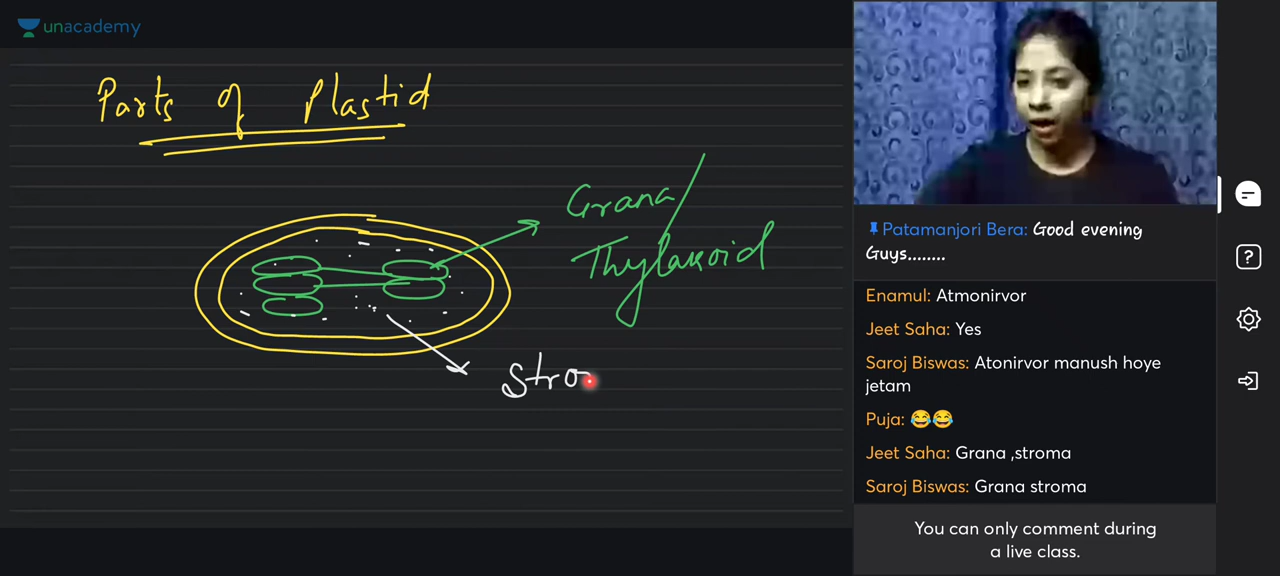 unacademy
Parts of Plastid
Grana/
Thylakoid
Stro
Patamanjori Bera: Good evening
Guys........
Enamul: Atmonirvor
Jeet Saha: Yes
Saroj Biswas: Atonirvor manush hoye
jetam
Puja: 😂😂
Jeet Saha: Grana ,stroma
Saroj Biswas: Grana stroma
You can only comment during
a live class.
?